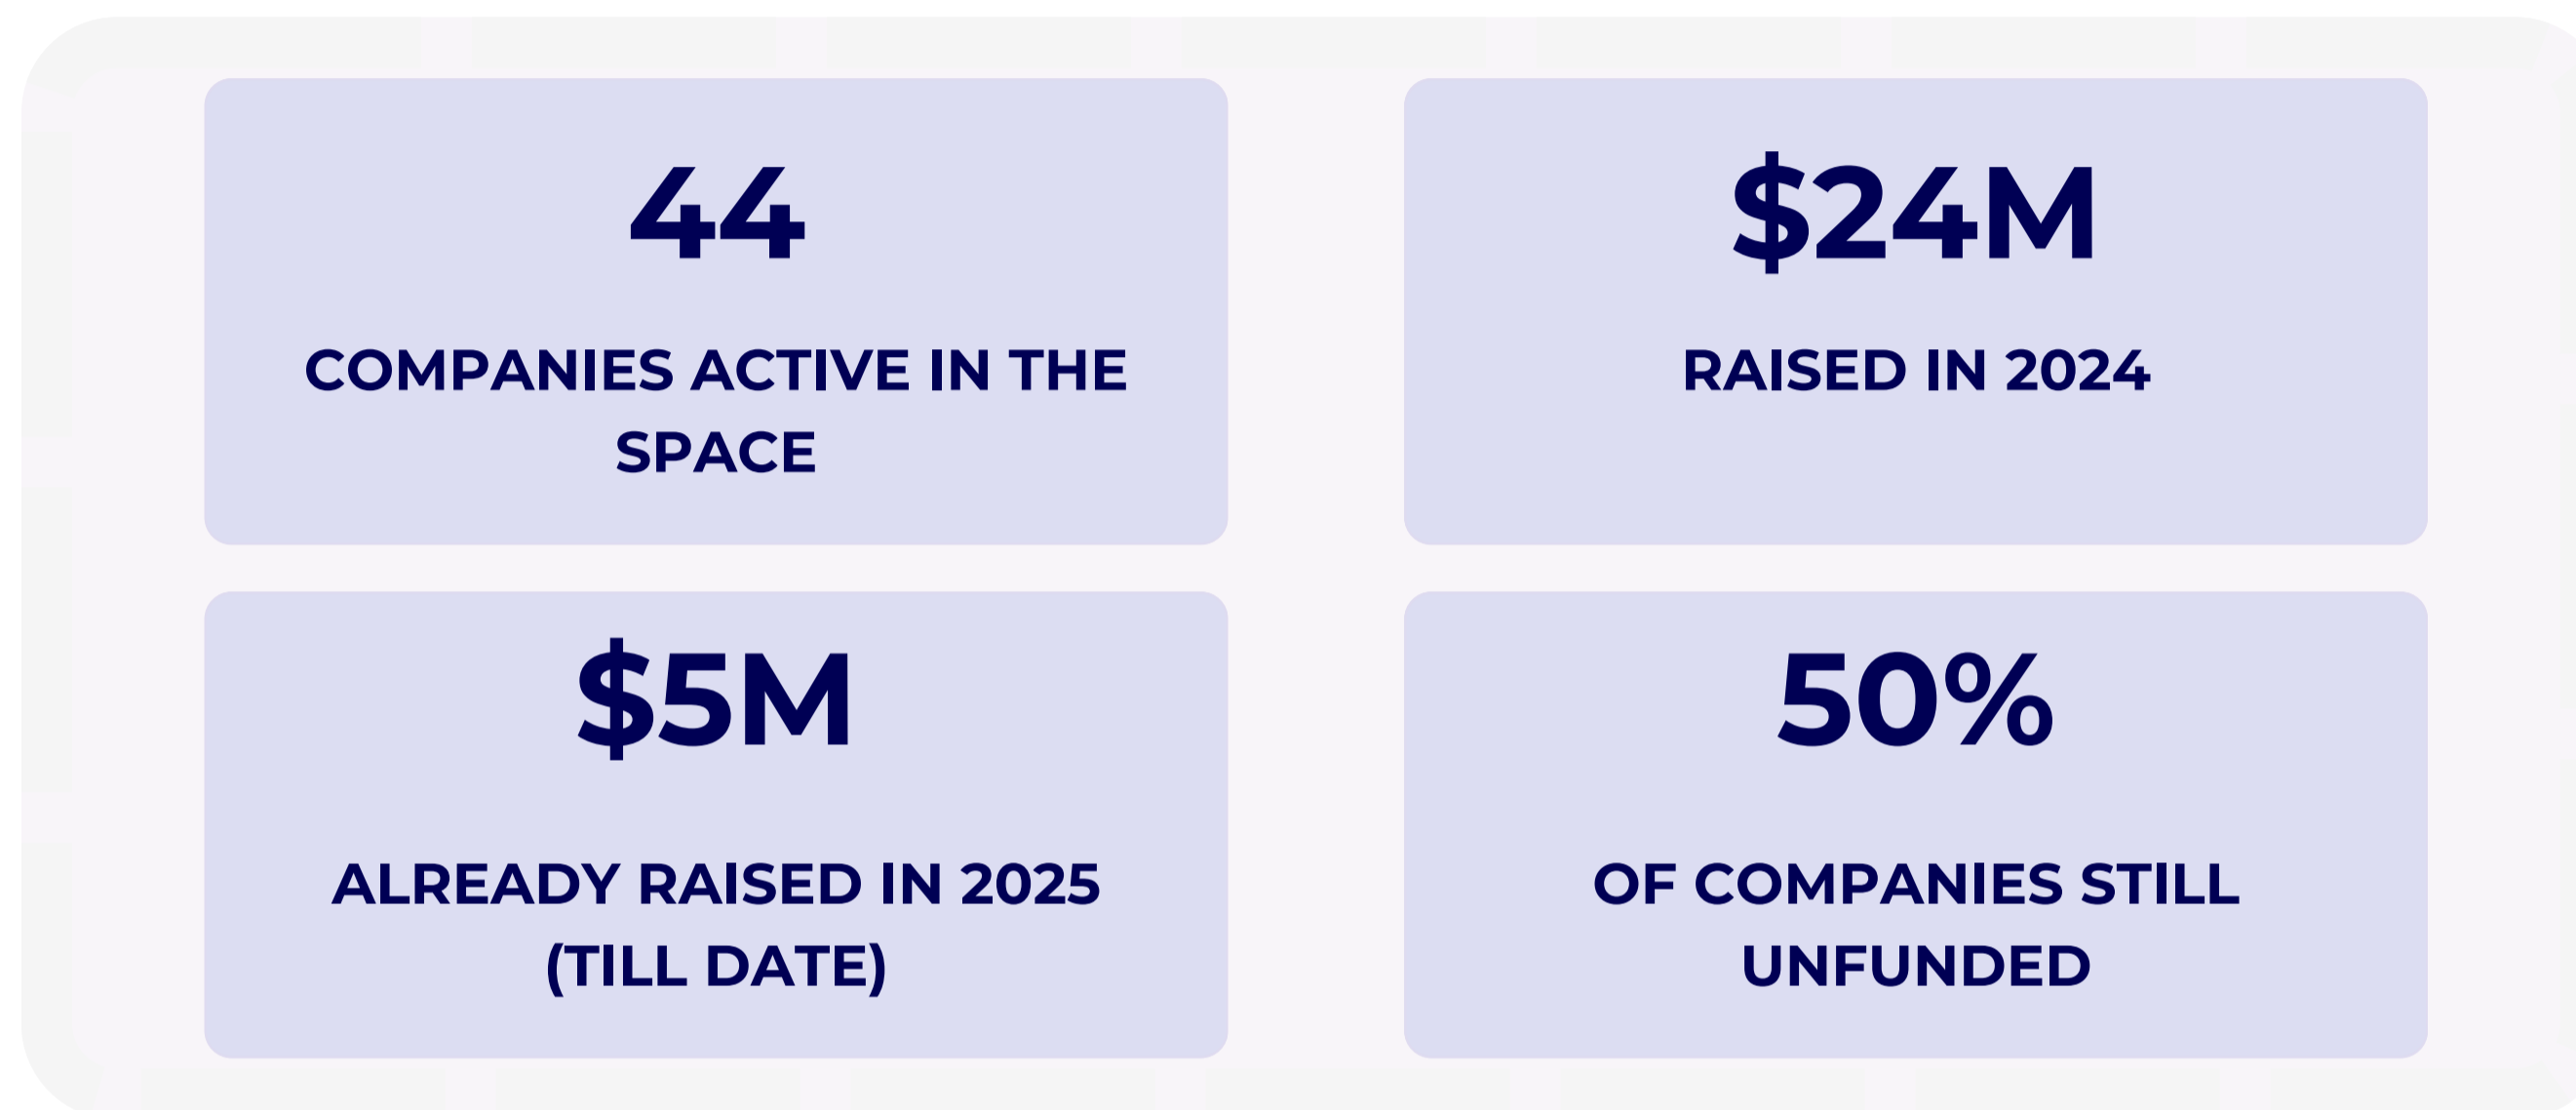 44
COMPANIES ACTIVE IN THE
SPACE
$24M
RAISED IN 2024
$5M
ALREADY RAISED IN 2025
(TILL DATE)
50%
OF COMPANIES STILL
UNFUNDED